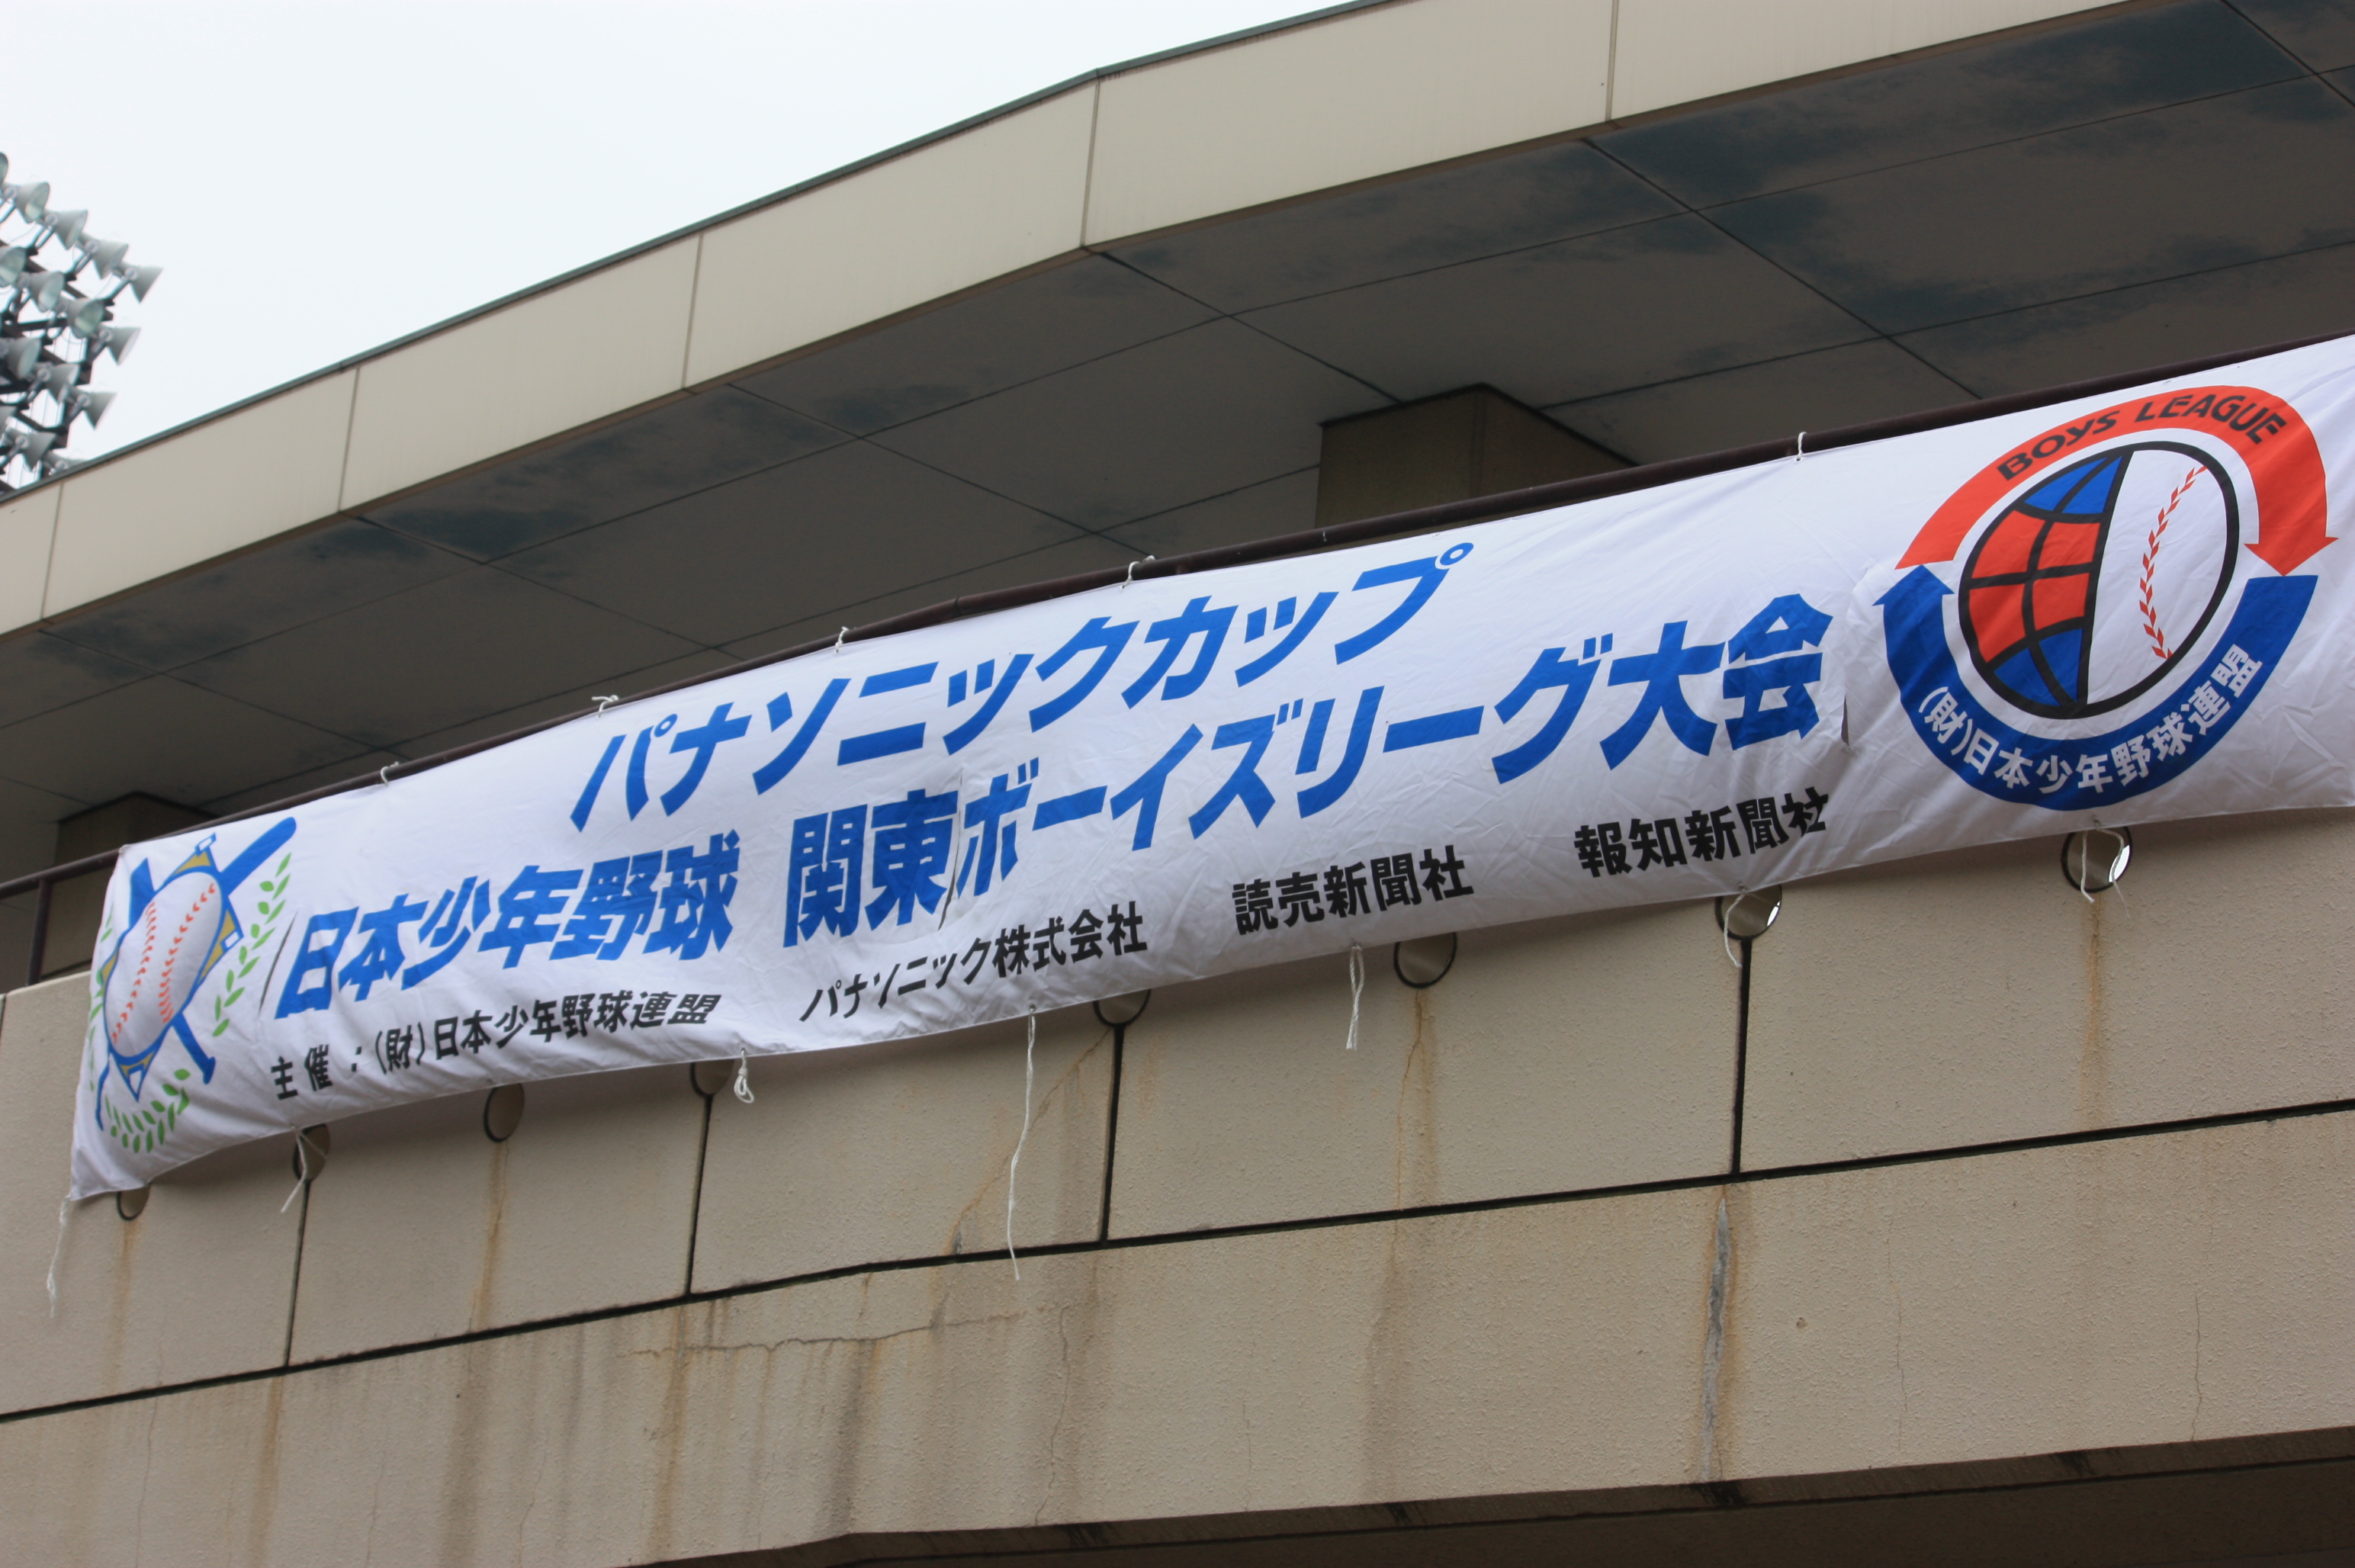 パナソニックカップ
日本少年野球 関東ボーイズリーグ大会
主催：(財)日本少年野球連盟 パナソニック株式会社 読売新聞社 報知新聞社
BOYS LEAGUE
(財)日本少年野球連盟